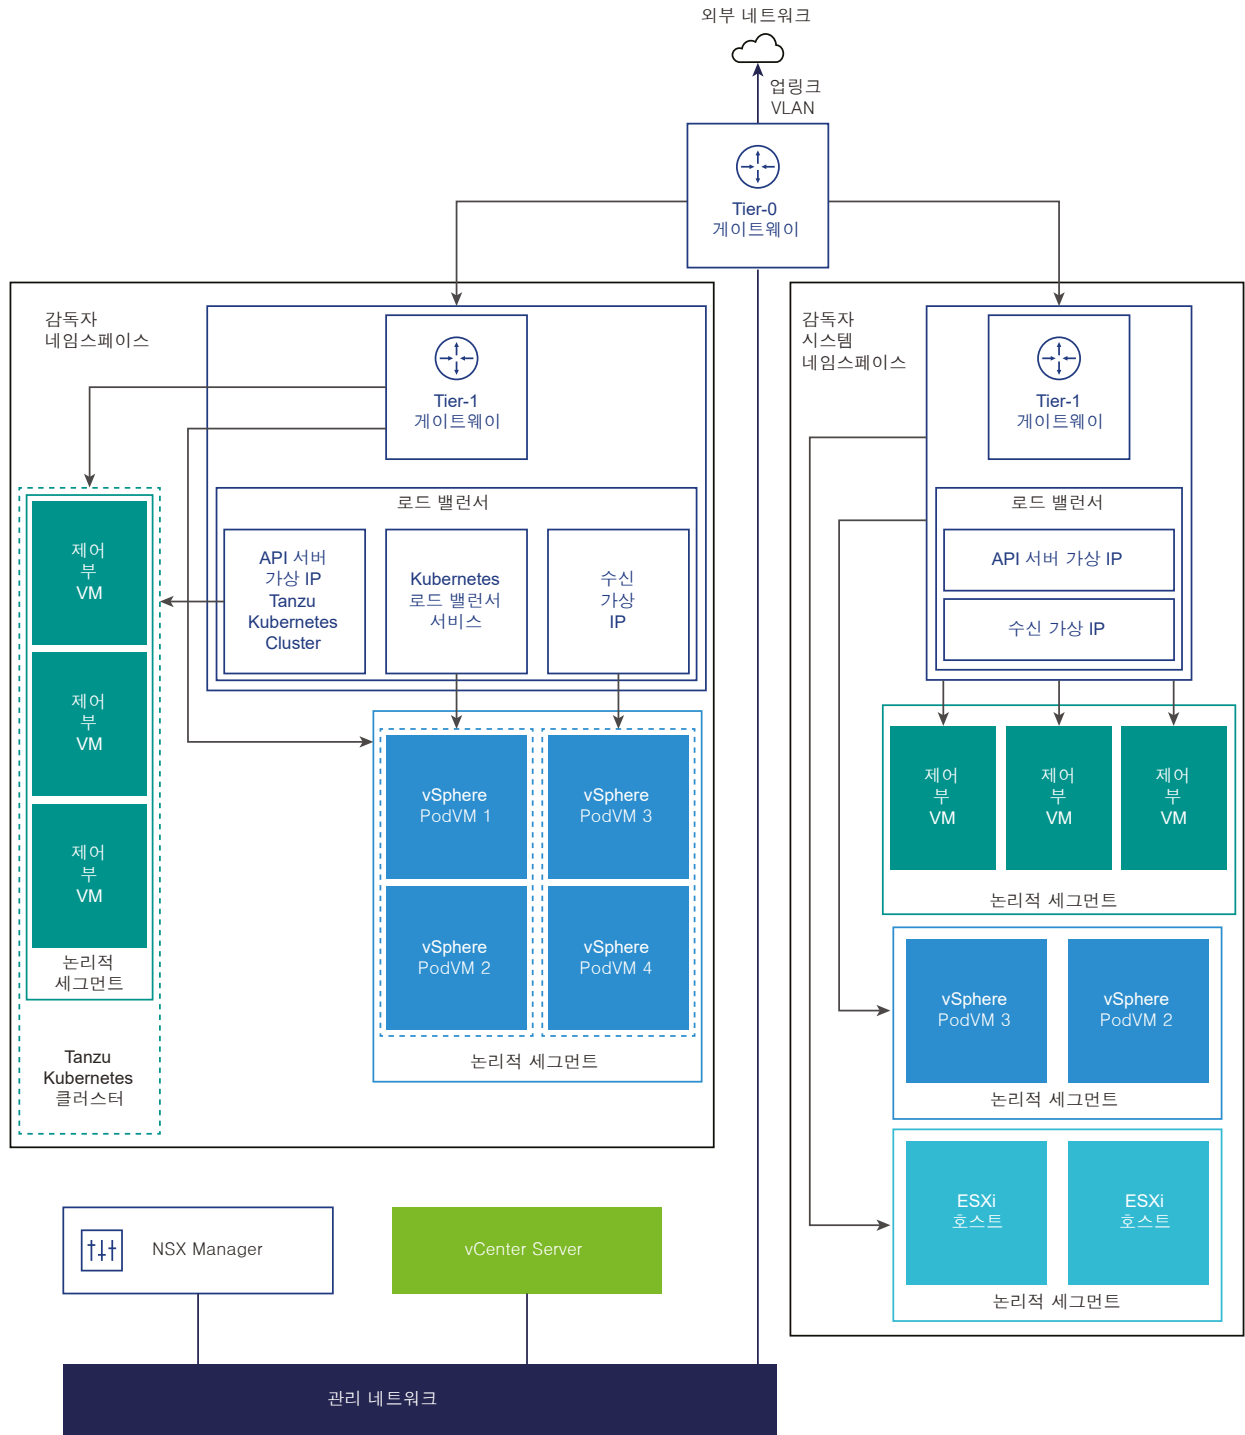 외부 네트워크
업링크
VLAN
Tier-0
게이트웨이
감독자
네임스페이스
Tier-1
게이트웨이
로드 밸런서
API 서버
가상 IP
Tanzu
Kubernetes
Cluster
Kubernetes
로드 밸런서
서비스
수신
가상
IP
제어
부
VM
제어
부
VM
제어
부
VM
논리적
세그먼트
Tanzu
Kubernetes
클러스터
vSphere
PodVM 1
vSphere
PodVM 3
vSphere
PodVM 2
vSphere
PodVM 4
논리적 세그먼트
감독자
시스템
네임스페이스
Tier-1
게이트웨이
로드 밸런서
API 서버 가상 IP
수신 가상 IP
제어
부
VM
제어
부
VM
제어
부
VM
논리적 세그먼트
vSphere
PodVM 3
vSphere
PodVM 2
논리적 세그먼트
ESXi
호스트
ESXi
호스트
논리적 세그먼트
NSX Manager
vCenter Server
관리 네트워크